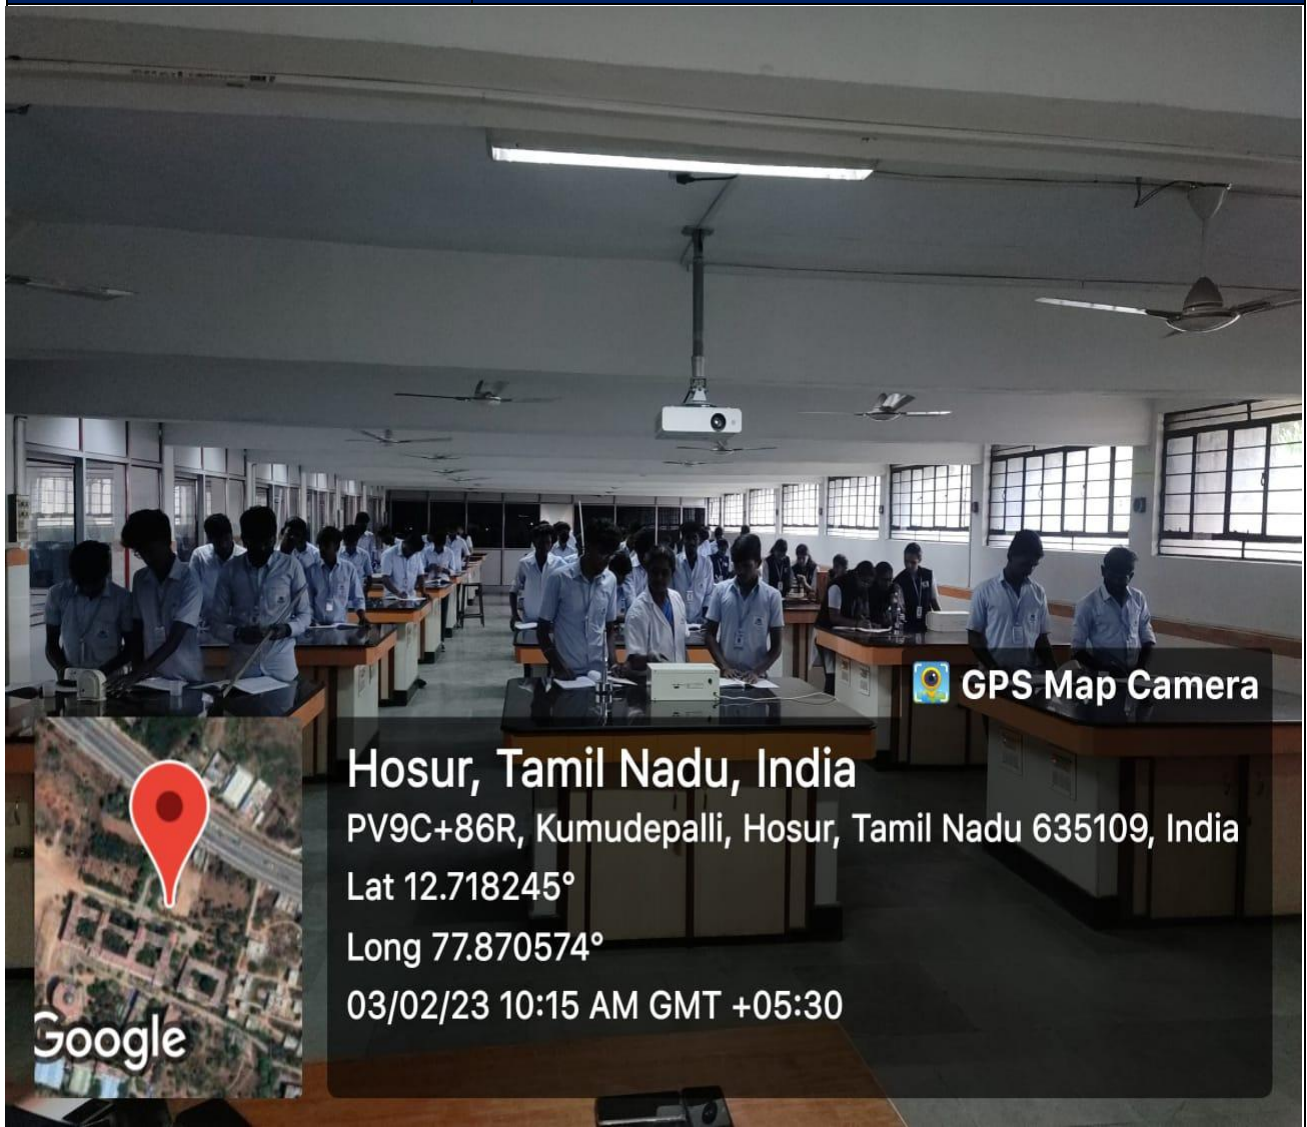 GPS Map Camera
Hosur, Tamil Nadu, India
PV9C+86R, Kumudepalli, Hosur, Tamil Nadu 635109, India
Lat 12.718245°
Long 77.870574°
03/02/23 10:15 AM GMT +05:30
Google